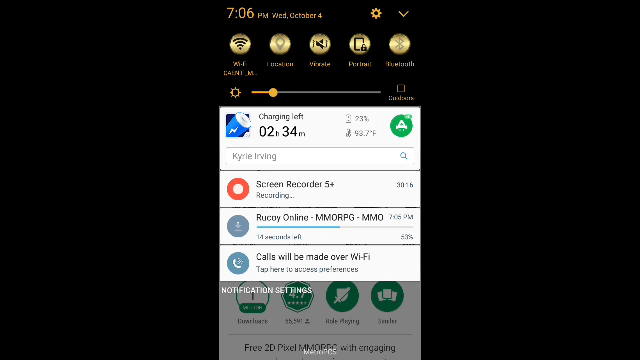 7:06 PM Wed, October 4
Wi-Fi
Location
Vibrate
Portrait
Bluetooth
Outdoors
Charging left
02h 34m
23%
93.7°F
Kyrie Irving
Screen Recorder 5+
30:16
Recording...
Rucoy Online - MMORPG - MMO
7:05 PM
14 seconds left
53%
Calls will be made over Wi-Fi
Tap here to access preferences
NOTIFICATION SETTINGS
MILLION
Downloads
Role Playing
Similar
Free 2D Pixel MMORPG with engaging